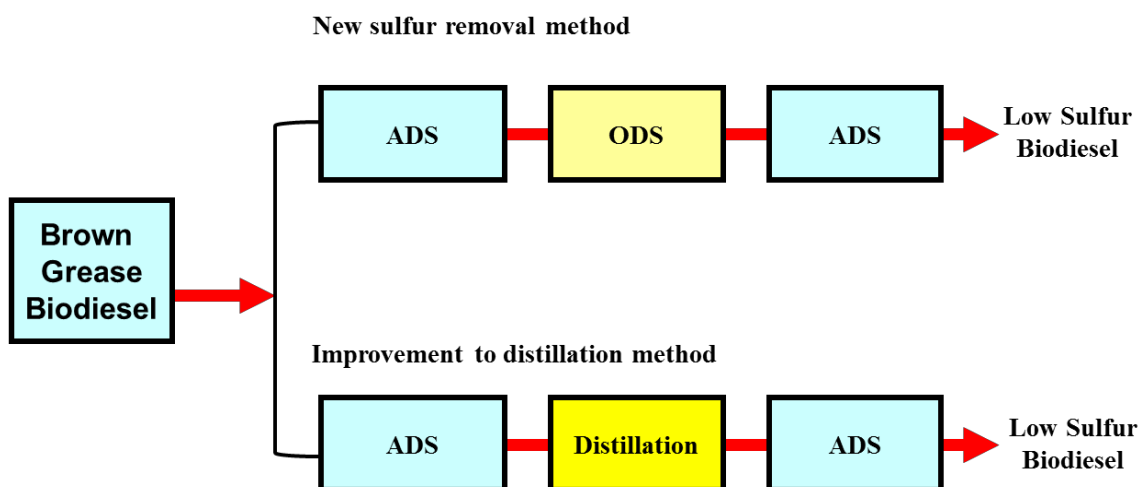 New sulfur removal method
ADS
ODS
ADS
Low Sulfur
Biodiesel
Brown
Grease
Biodiesel
Improvement to distillation method
ADS
Distillation
ADS
Low Sulfur
Biodiesel